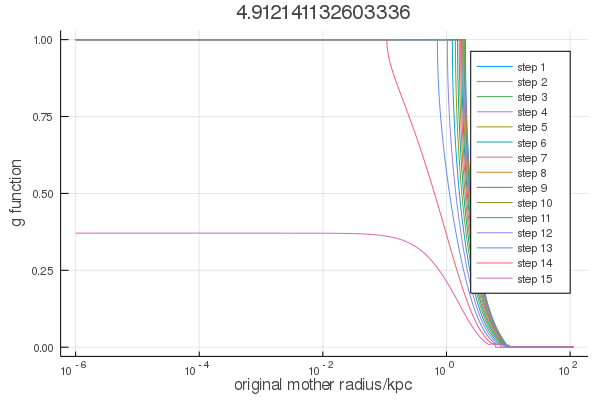 4.912141132603336
1.00
0.75
0.50
0.25
0.00
g function
step 1
step 2
step 3
step 4
step 5
step 6
step 7
step 8
step 9
step 10
step 11
step 12
step 13
step 14
step 15
10^-6 10^-4 10^-2 10^0 10^2
original mother radius/kpc